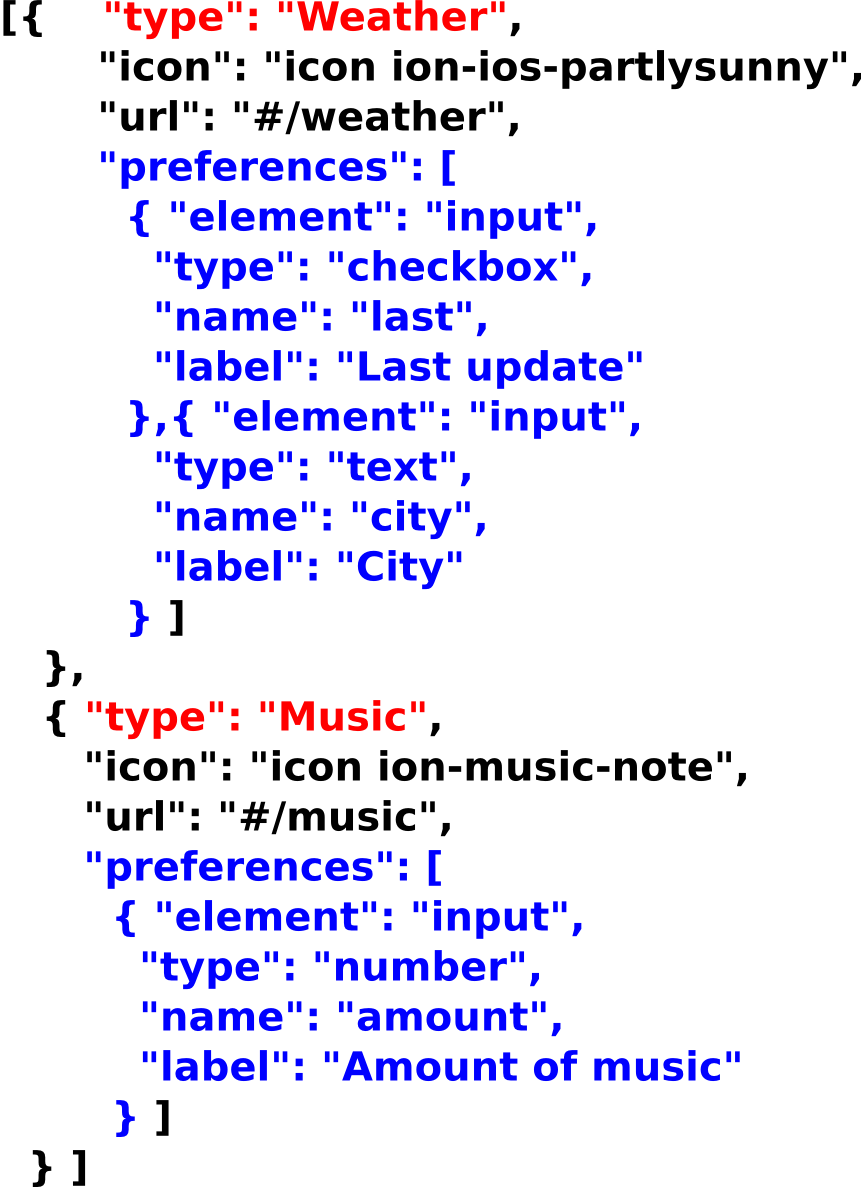 [{ "type": "Weather",
"icon": "icon ion-ios-partlysunny",
"url": "#/weather",
"preferences": [
{ "element": "input",
"type": "checkbox",
"name": "last",
"label": "Last update"
},{ "element": "input",
"type": "text",
"name": "city",
"label": "City"
} ]
},
{ "type": "Music",
"icon": "icon ion-music-note",
"url": "#/music",
"preferences": [
{ "element": "input",
"type": "number",
"name": "amount",
"label": "Amount of music"
} ]
} ]